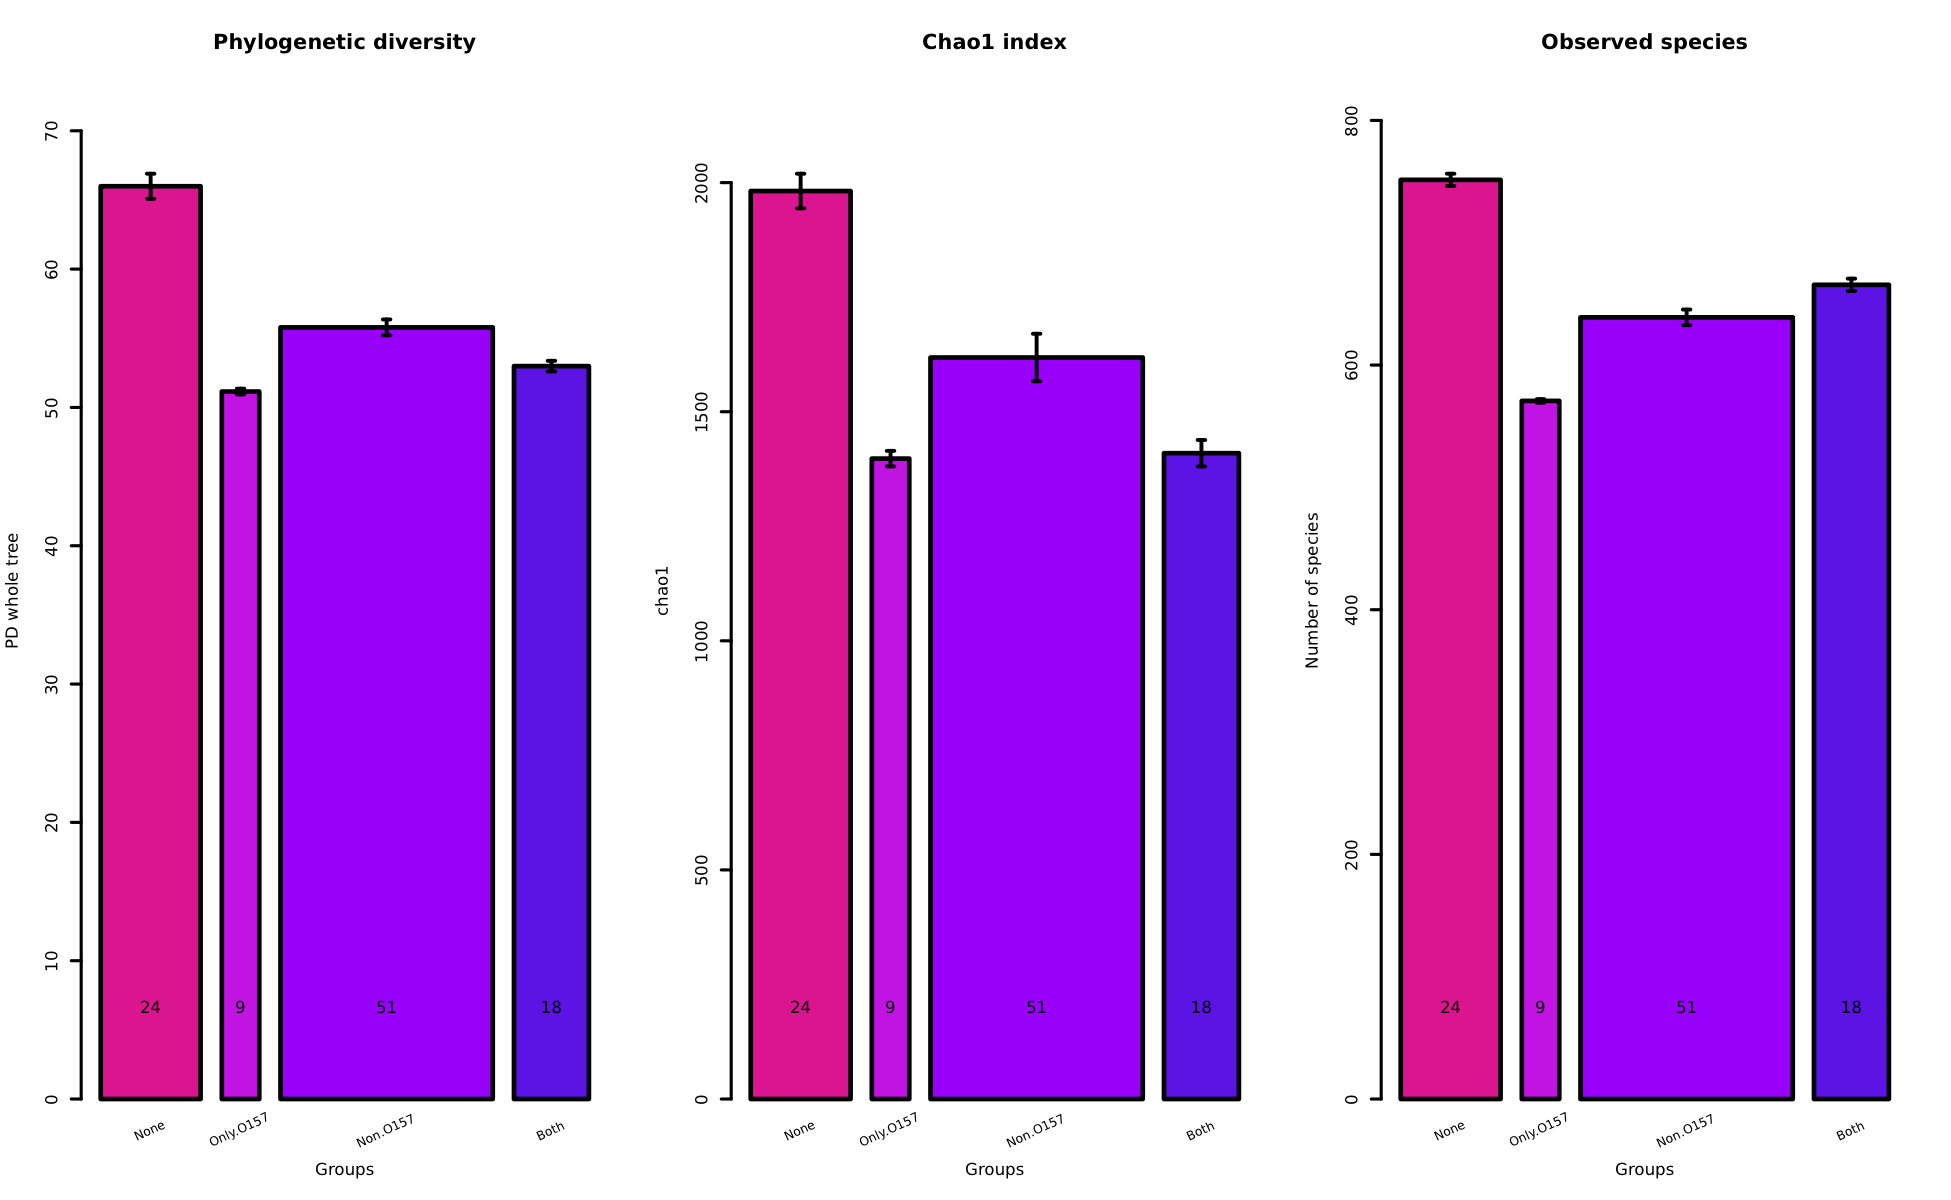 Phylogenetic diversity
PD whole tree
70
60
50
40
30
20
10
0
24
9
51
18
None
Only.O157
Non.O157
Both
Groups
Chao1 index
chao1
2000
1500
1000
500
0
24
9
51
18
None
Only.O157
Non.O157
Both
Groups
Observed species
Number of species
800
600
400
200
0
24
9
51
18
None
Only.O157
Non.O157
Both
Groups